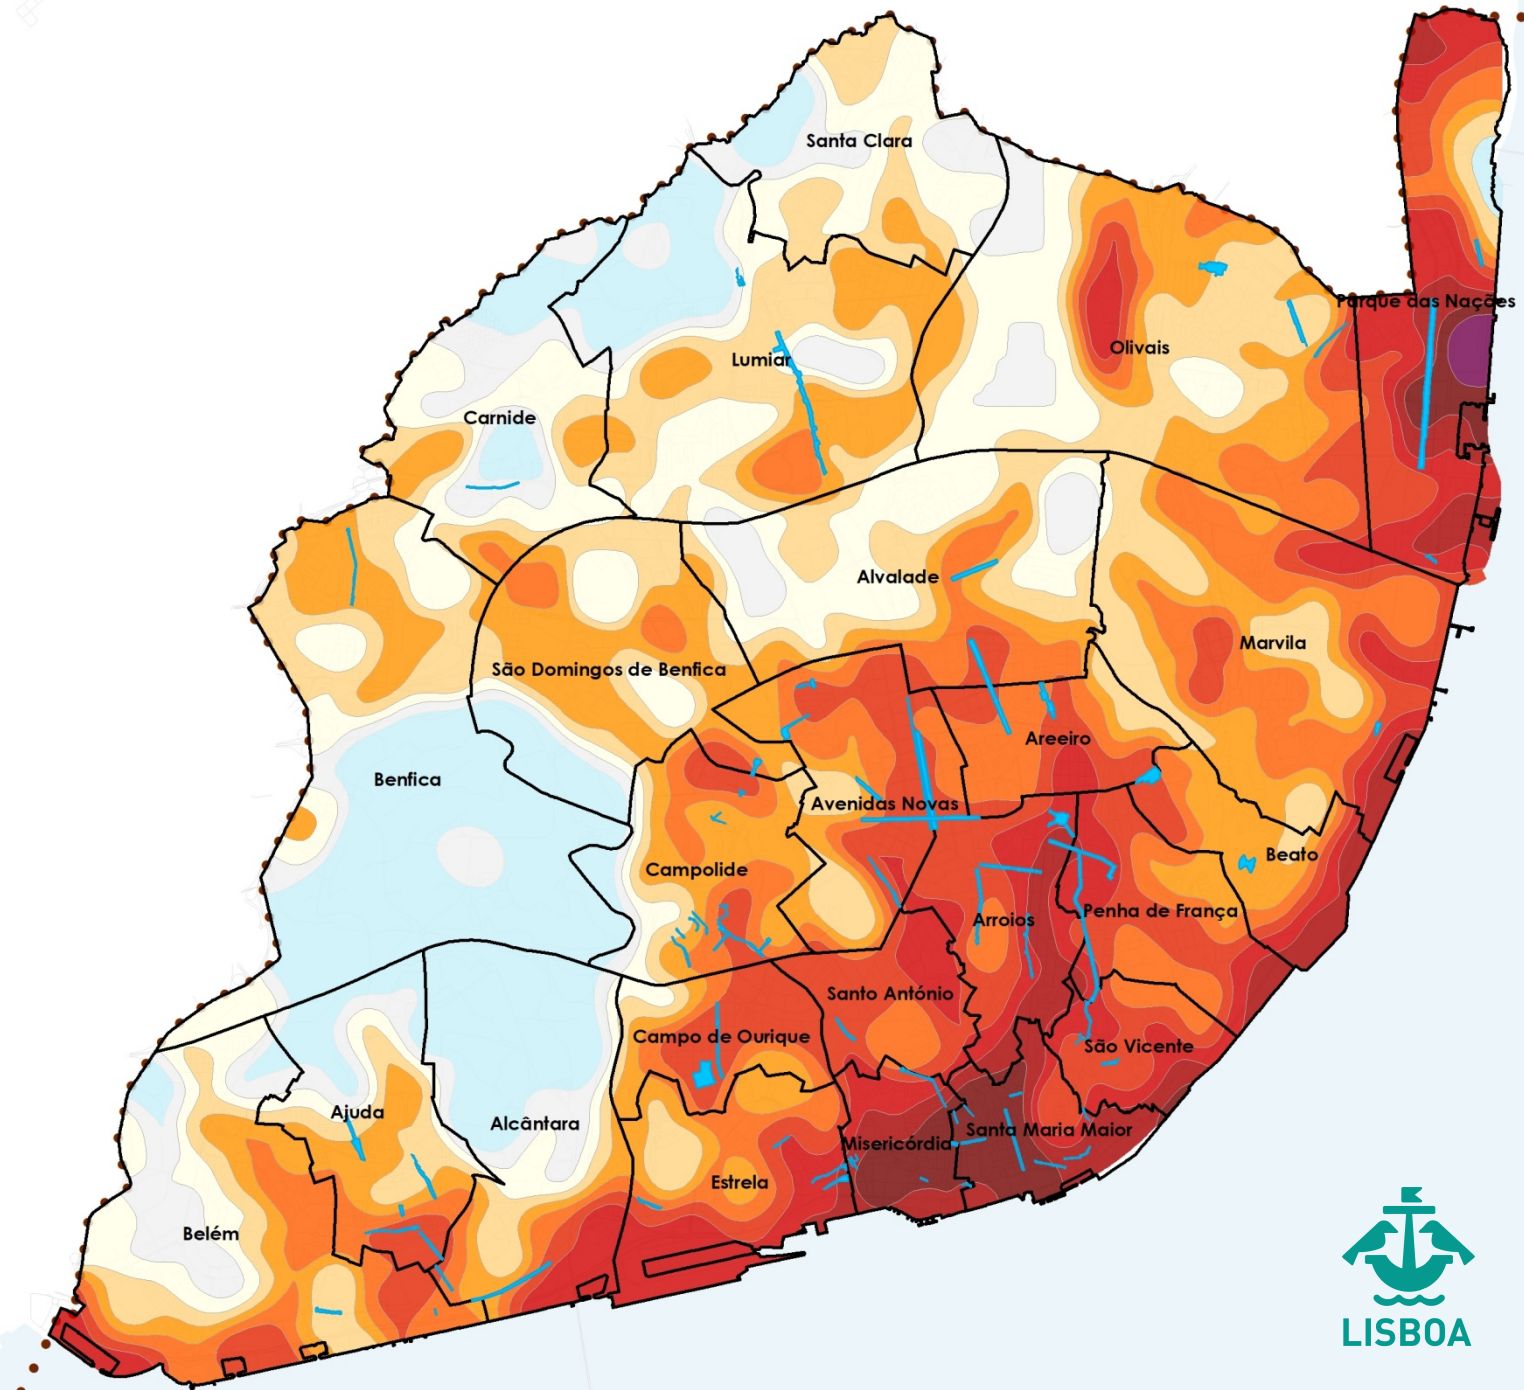 Santa Clara
Parque das Nações
Olivais
Lumiar
Carnide
Alvalade
Marvila
São Domingos de Benfica
Areeiro
Benfica
Avenidas Novas
Beato
Campolide
Penha de França
Arroios
Santo António
Campo de Ourique
São Vicente
Ajuda
Alcântara
Santa Maria Maior
Misericórdia
Estrela
Belém
LISBOA